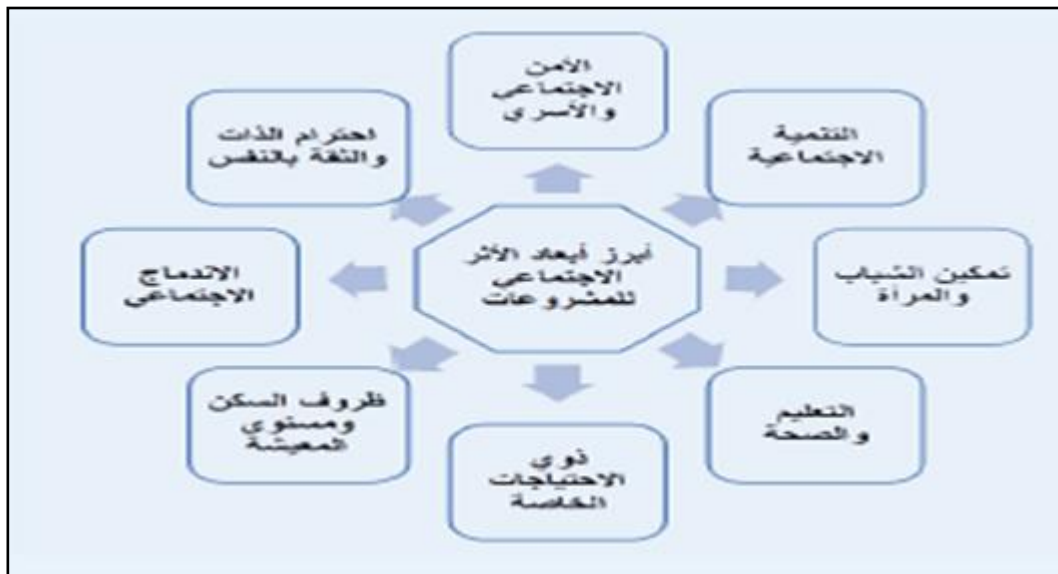 الأمن
الاجتماعي
والأسري
التنمية
الاجتماعية
احترام الذات
والثقة بالنفس
أبرز أبعاد الأثر
الاجتماعي
للمشروعات
تمكين الشباب
والمرأة
الاندماج
الاجتماعي
التعليم
والصحة
ظروف السكن
ومستوى
المعيشة
ذوي
الاحتياجات
الخاصة